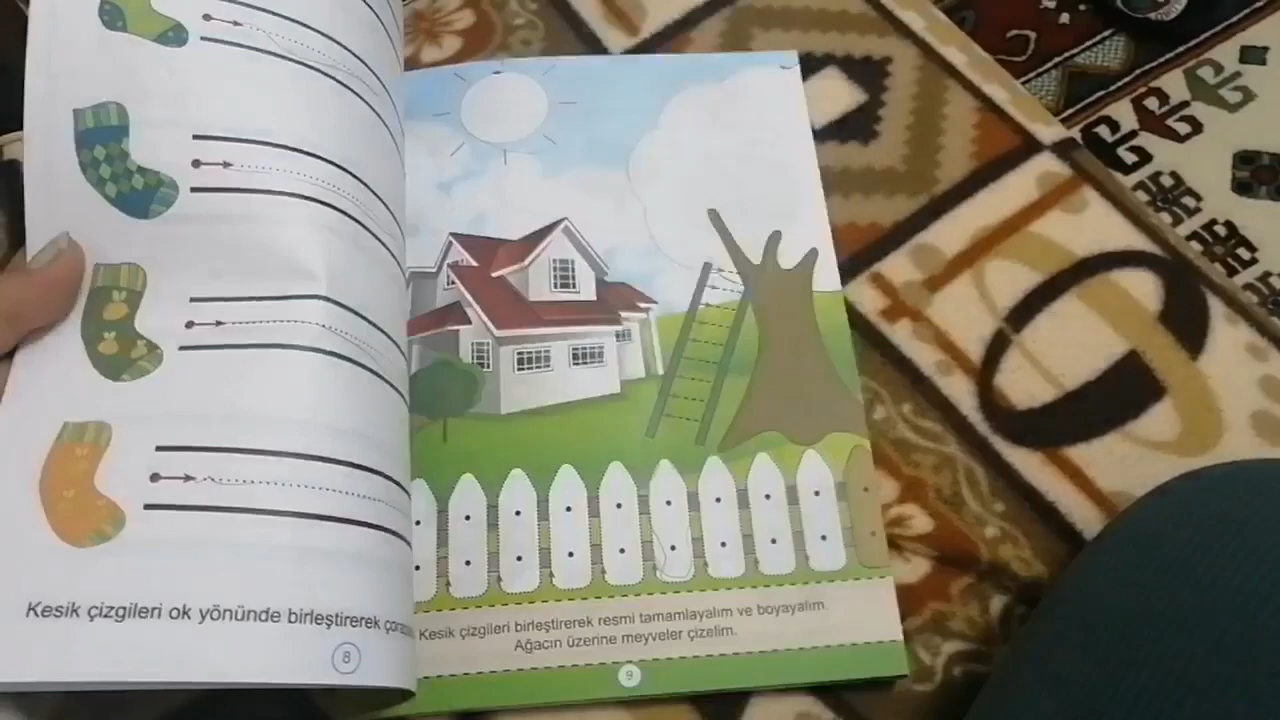 Kesik çizgileri ok yönünde birleştirerek
8
Kesik çizgileri birleştirerek resmi tamamlayalım ve boyayalım.
Ağacın üzerine meyveler çizelim.
9